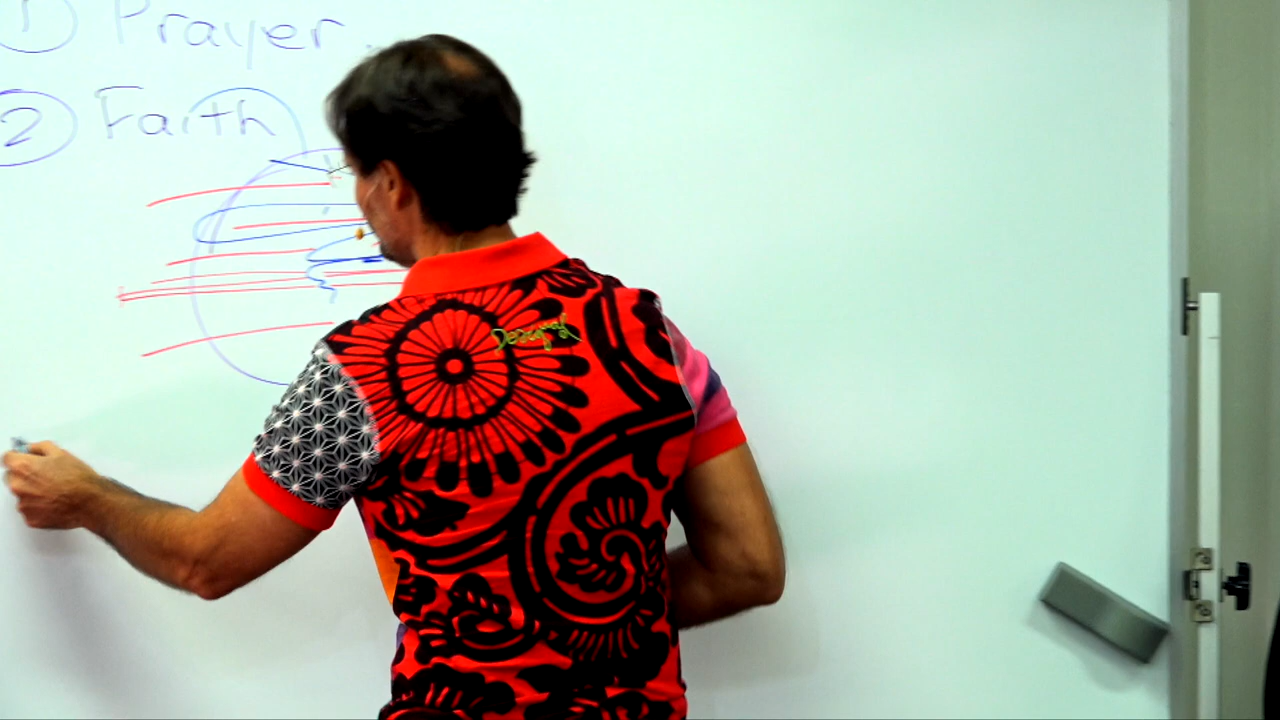 ① Prayer.
② Faith
Desigual